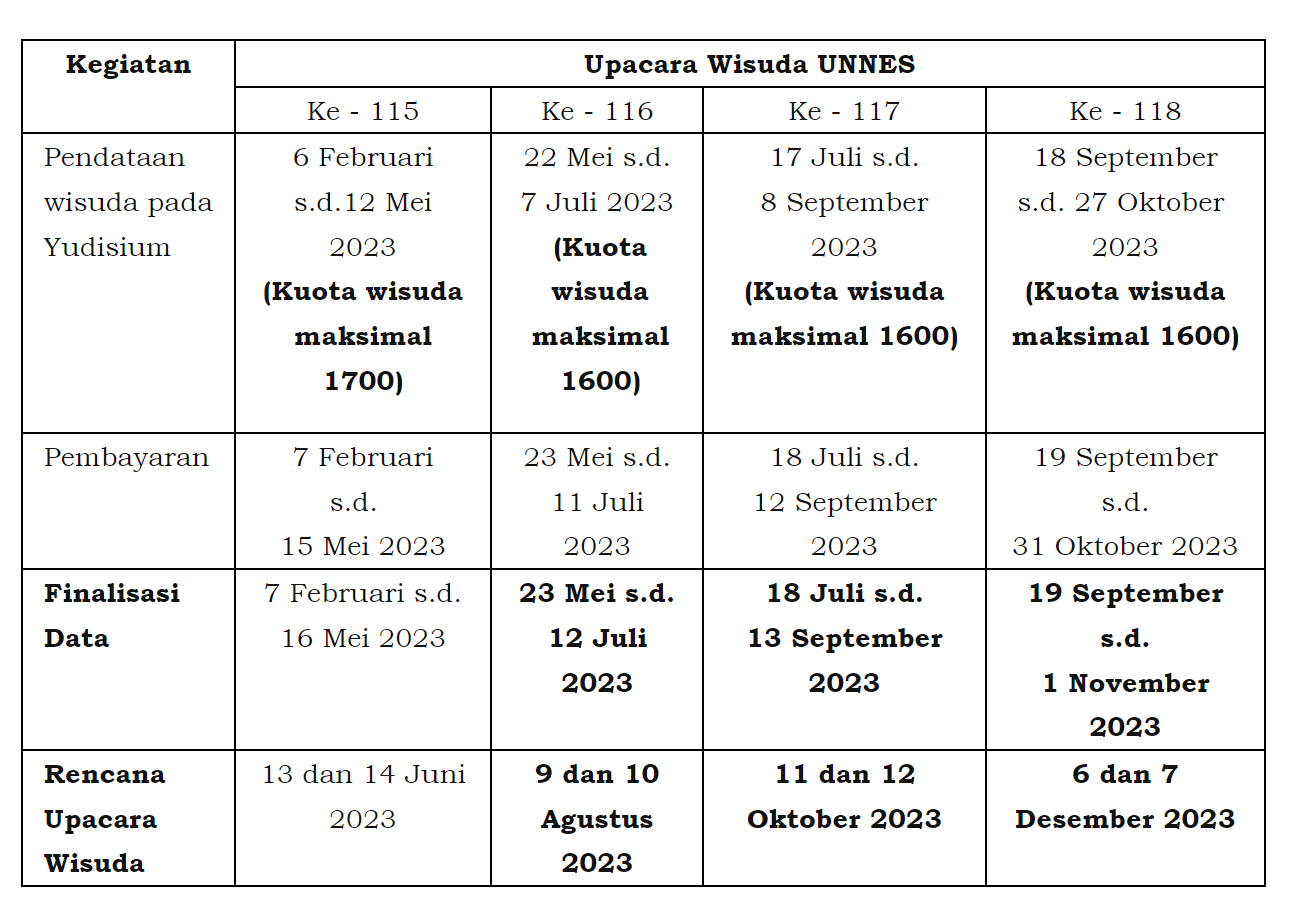 Kegiatan
Upacara Wisuda UNNES
Ke - 115
Ke - 116
Ke - 117
Ke - 118
Pendataan
wisuda pada
Yudisium
6 Februari
s.d.12 Mei
2023
(Kuota wisuda
maksimal
1700)
22 Mei s.d.
7 Juli 2023
(Kuota
wisuda
maksimal
1600)
17 Juli s.d.
8 September
2023
(Kuota wisuda
maksimal 1600)
18 September
s.d. 27 Oktober
2023
(Kuota wisuda
maksimal 1600)
Pembayaran
7 Februari
s.d.
15 Mei 2023
23 Mei s.d.
11 Juli
2023
18 Juli s.d.
12 September
2023
19 September
s.d.
31 Oktober 2023
Finalisasi
Data
7 Februari s.d.
16 Mei 2023
23 Mei s.d.
12 Juli
2023
18 Juli s.d.
13 September
2023
19 September
s.d.
1 November
2023
Rencana
Upacara
Wisuda
13 dan 14 Juni
2023
9 dan 10
Agustus
2023
11 dan 12
Oktober 2023
6 dan 7
Desember 2023